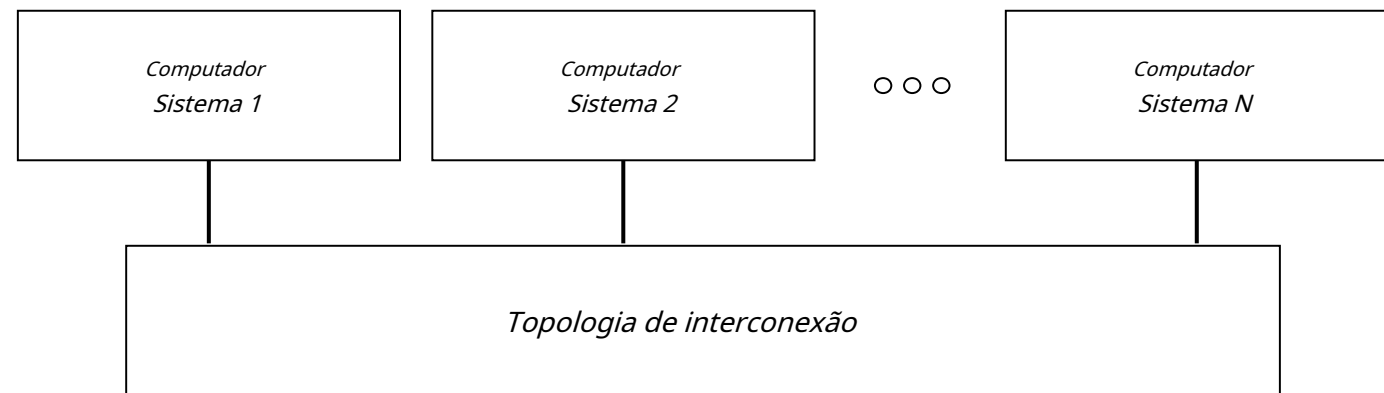 Computador
Sistema 1
Computador
Sistema 2
Computador
Sistema N
Topologia de interconexão